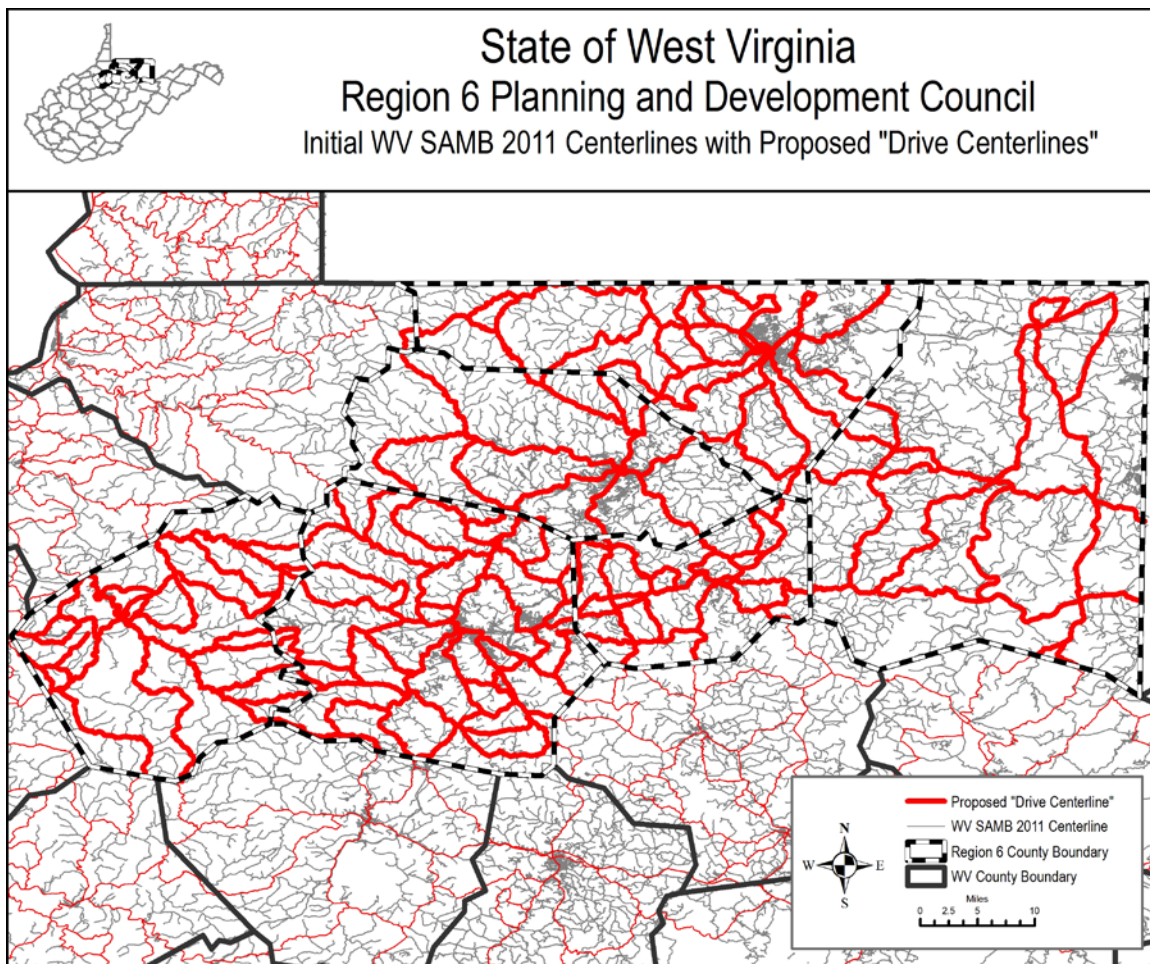 State of West Virginia
Region 6 Planning and Development Council
Initial WV SAMB 2011 Centerlines with Proposed "Drive Centerlines"
Proposed "Drive Centerline"
WV SAMB 2011 Centerline
Region 6 County Boundary
WV County Boundary
N
W E
S
Miles
0 2.5 5 10